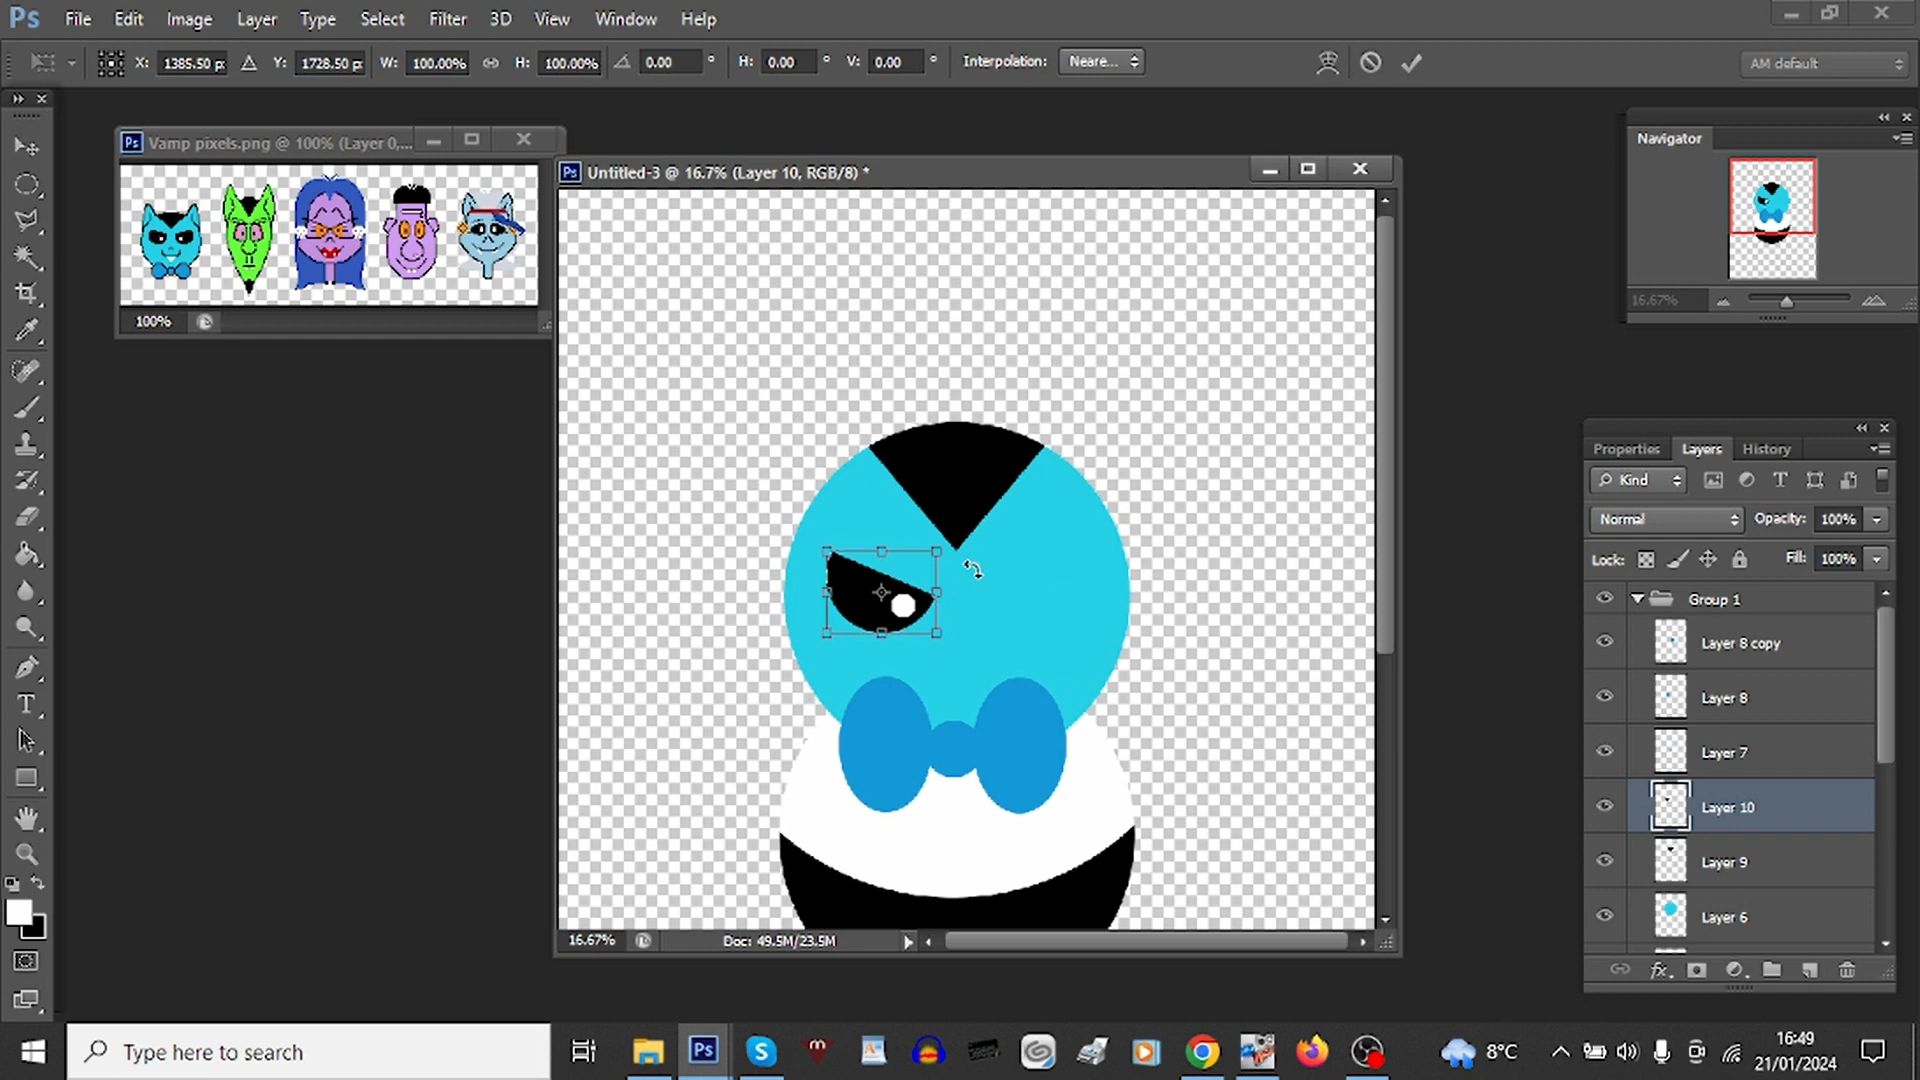 Ps File Edit Image Layer Type Select Filter 3D View Window Help
X: 1385.50 p: Y: 1728.50 p W: 100.00% H: 100.00% 0.00 ° H: 0.00 ° V: 0.00 ° Interpolation: Neare... AM default
Ps Vamp pixels.png @ 100% (Layer 0,...
100%
Ps Untitled-3 @ 16.7% (Layer 10, RGB/8) *
16.67% Doc: 49.5M/23.5M
Navigator
16.67%
Properties Layers History
Kind
Normal Opacity: 100%
Lock: Fill: 100%
Group 1
Layer 8 copy
Layer 8
Layer 7
Layer 10
Layer 9
Layer 6
fx
Type here to search
Ps
8°C
16:49
21/01/2024